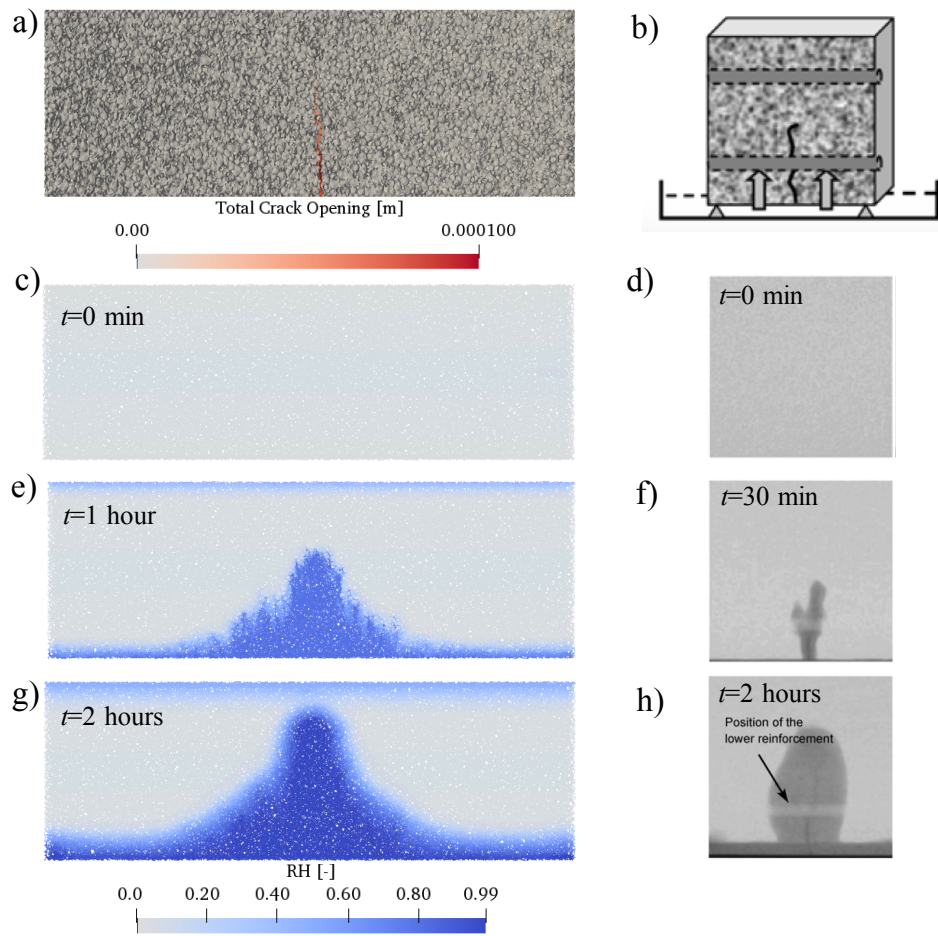 a)
b)
Total Crack Opening [m]
0.00
0.000100
c)
t=0 min
d)
t=0 min
e)
t=1 hour
f)
t=30 min
g)
t=2 hours
h)
t=2 hours
Position of the
lower reinforcement
RH [-]
0.0
0.20
0.40
0.60
0.80
0.99